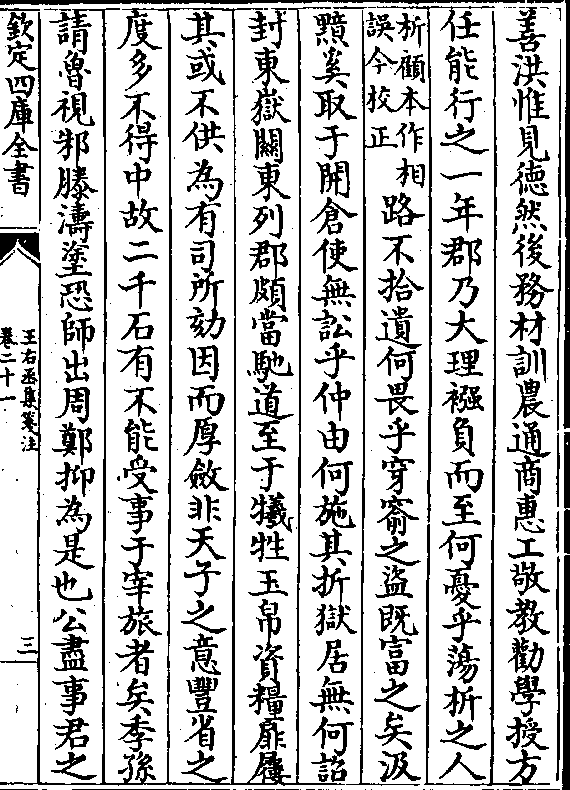 善洪惟見徳然後務材訓農通商惠工敬教勸學授方
任能行之一年郡乃大理襁負而至何憂乎蕩析之人
析顧本作相
誤今校正
路不拾遺何畏乎穿窬之盜既富之矣汲
黯奚取于開倉使無訟乎仲由何施其折獄居無何詔
封東嶽關東列郡頗當馳道至于犧牲玉帛資糧屝屨
其或不供為有司所劾因而厚斂非天子之意豐省之
度多不得中故二千石有不能受事于宰旅者矣季孫
請魯視邾滕濤塗恐師出周鄭抑為是也公盡事君之
欽定四庫全書
王右丞集箋注
卷二十一
三